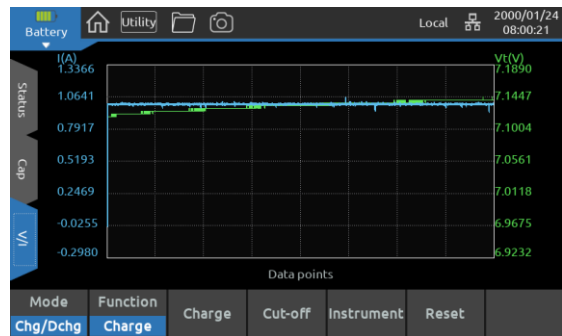 Battery
Utility
Local
2000/01/24
08:00:21
I(A)
Vt(V)
1.3366
7.1890
1.0641
7.1447
0.7917
7.1004
0.5193
7.0561
0.2469
7.0118
-0.0255
6.9675
-0.2980
6.9232
Status
Cap
V/I
Data points
Mode
Function
Charge
Cut-off
Instrument
Reset
Chg/Dchg
Charge